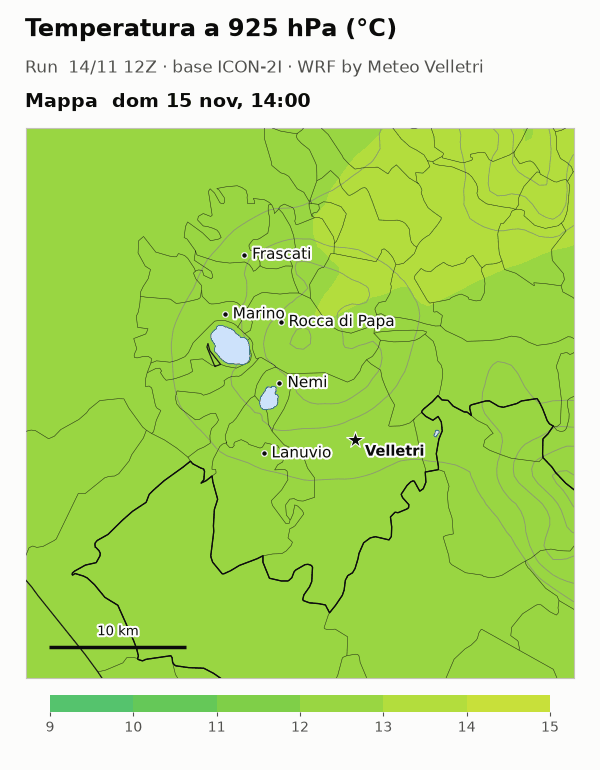 Temperatura a 925 hPa (°C)
Run  14/11 12Z · base ICON-2I · WRF by Meteo Velletri
Mappa  dom 15 nov, 14:00
Frascati
Marino
Rocca di Papa
Nemi
Velletri
Lanuvio
10 km
9 10 11 12 13 14 15